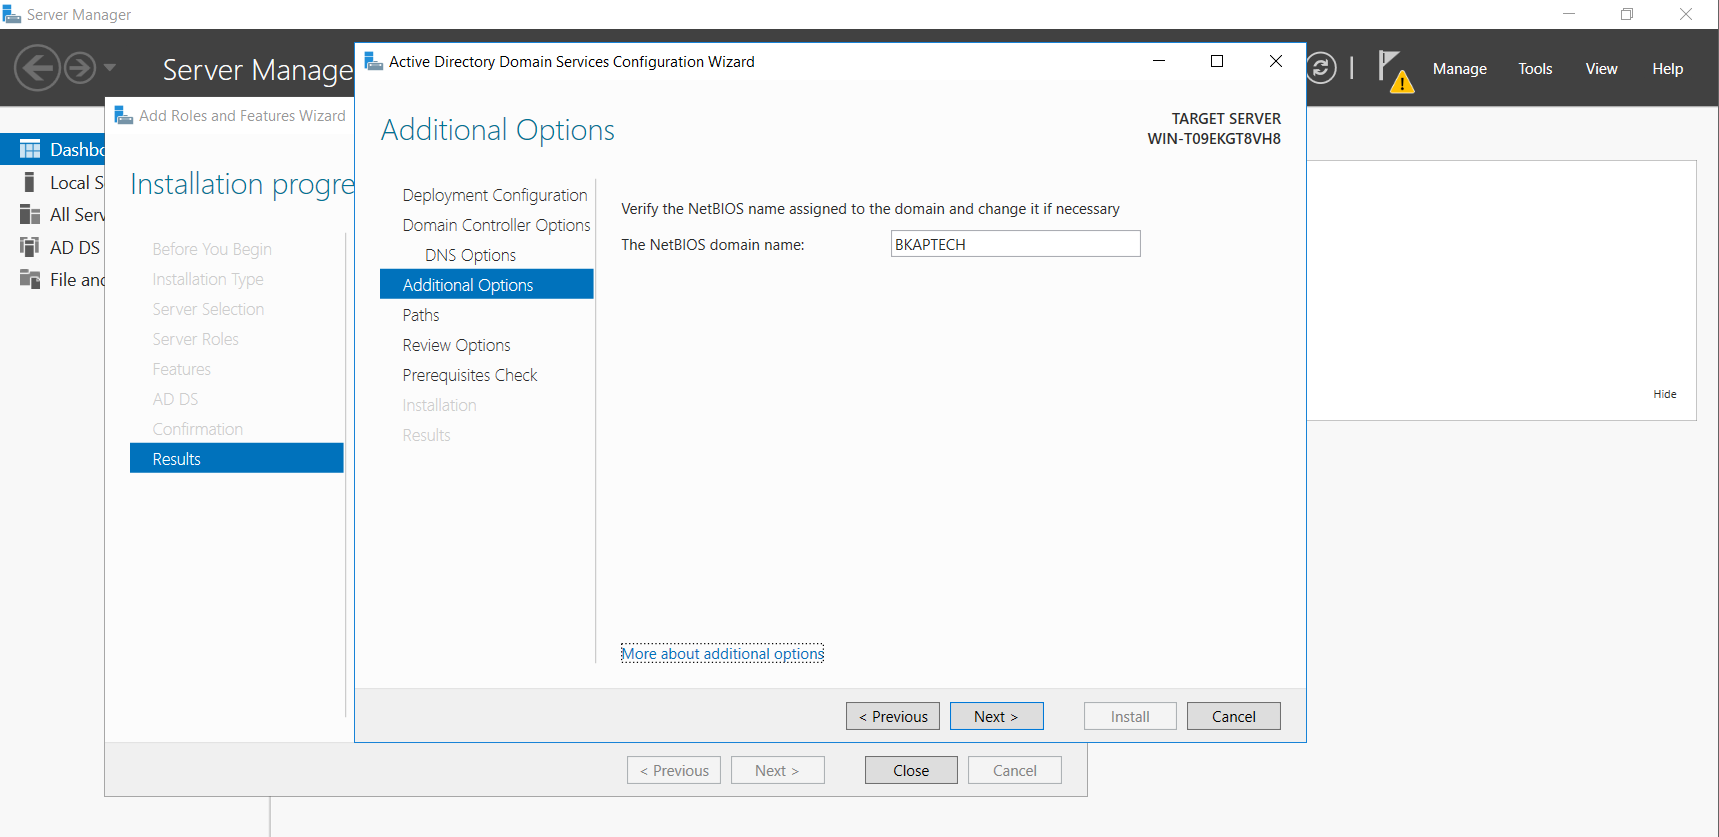 Server Manager
Server Manage
Manage
Tools
View
Help
Dashbo
Local S
All Serv
AD DS
File and
Add Roles and Features Wizard
Installation progre
Before You Begin
Installation Type
Server Selection
Server Roles
Features
AD DS
Confirmation
Results
< Previous
Next >
Close
Cancel
Active Directory Domain Services Configuration Wizard
Additional Options
TARGET SERVER
WIN-T09EKGT8VH8
Deployment Configuration
Domain Controller Options
DNS Options
Additional Options
Paths
Review Options
Prerequisites Check
Installation
Results
Verify the NetBIOS name assigned to the domain and change it if necessary
The NetBIOS domain name:
BKAPTECH
More about additional options
< Previous
Next >
Install
Cancel
Hide